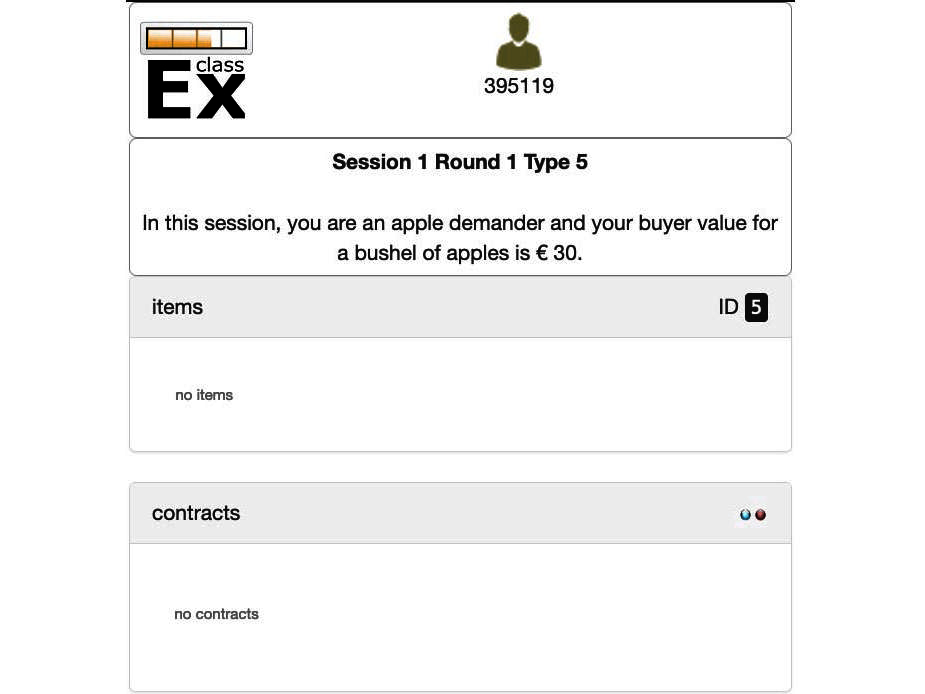 class
Ex
395119
Session 1 Round 1 Type 5
In this session, you are an apple demander and your buyer value for
a bushel of apples is € 30.
items ID 5
no items
contracts
no contracts